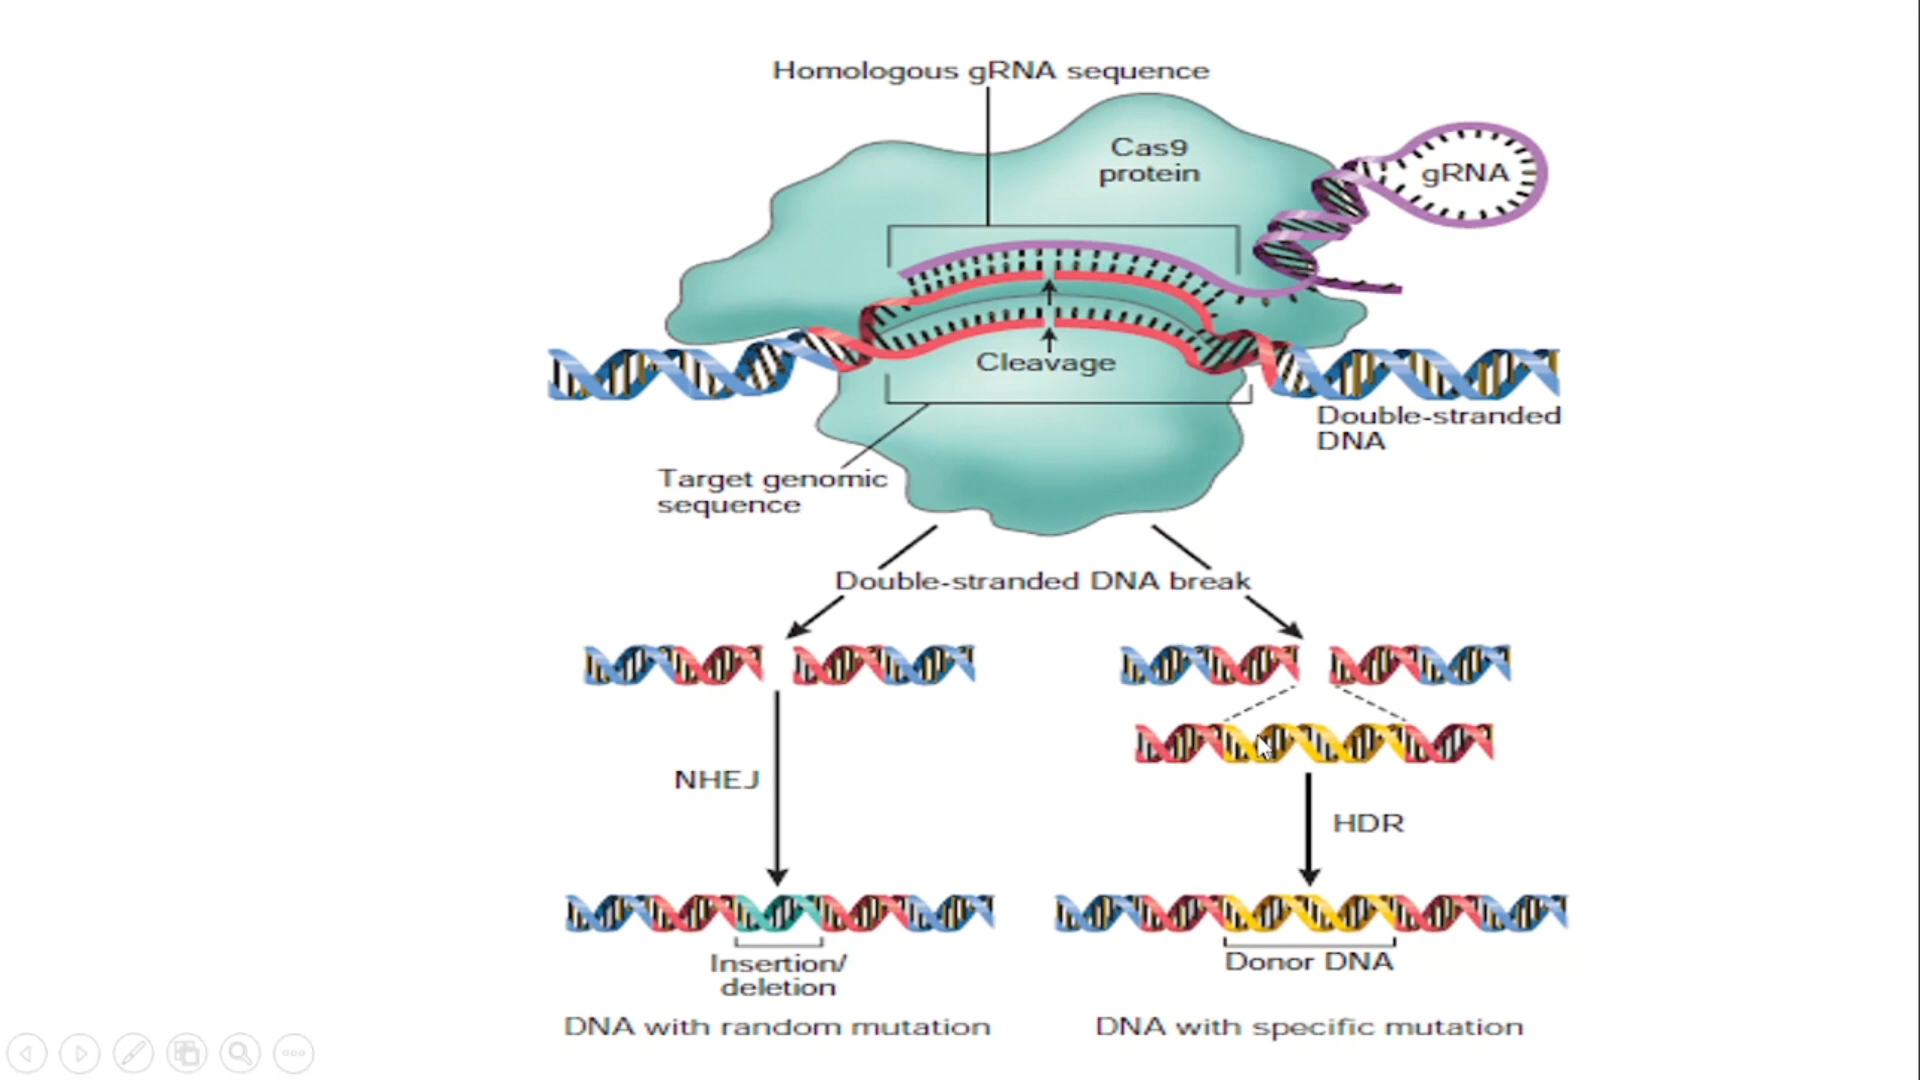 Homologous gRNA sequence
Cas9
protein
gRNA
Cleavage
Double-stranded
DNA
Target genomic
sequence
Double-stranded DNA break
NHEJ
HDR
Insertion/
deletion
Donor DNA
DNA with random mutation
DNA with specific mutation